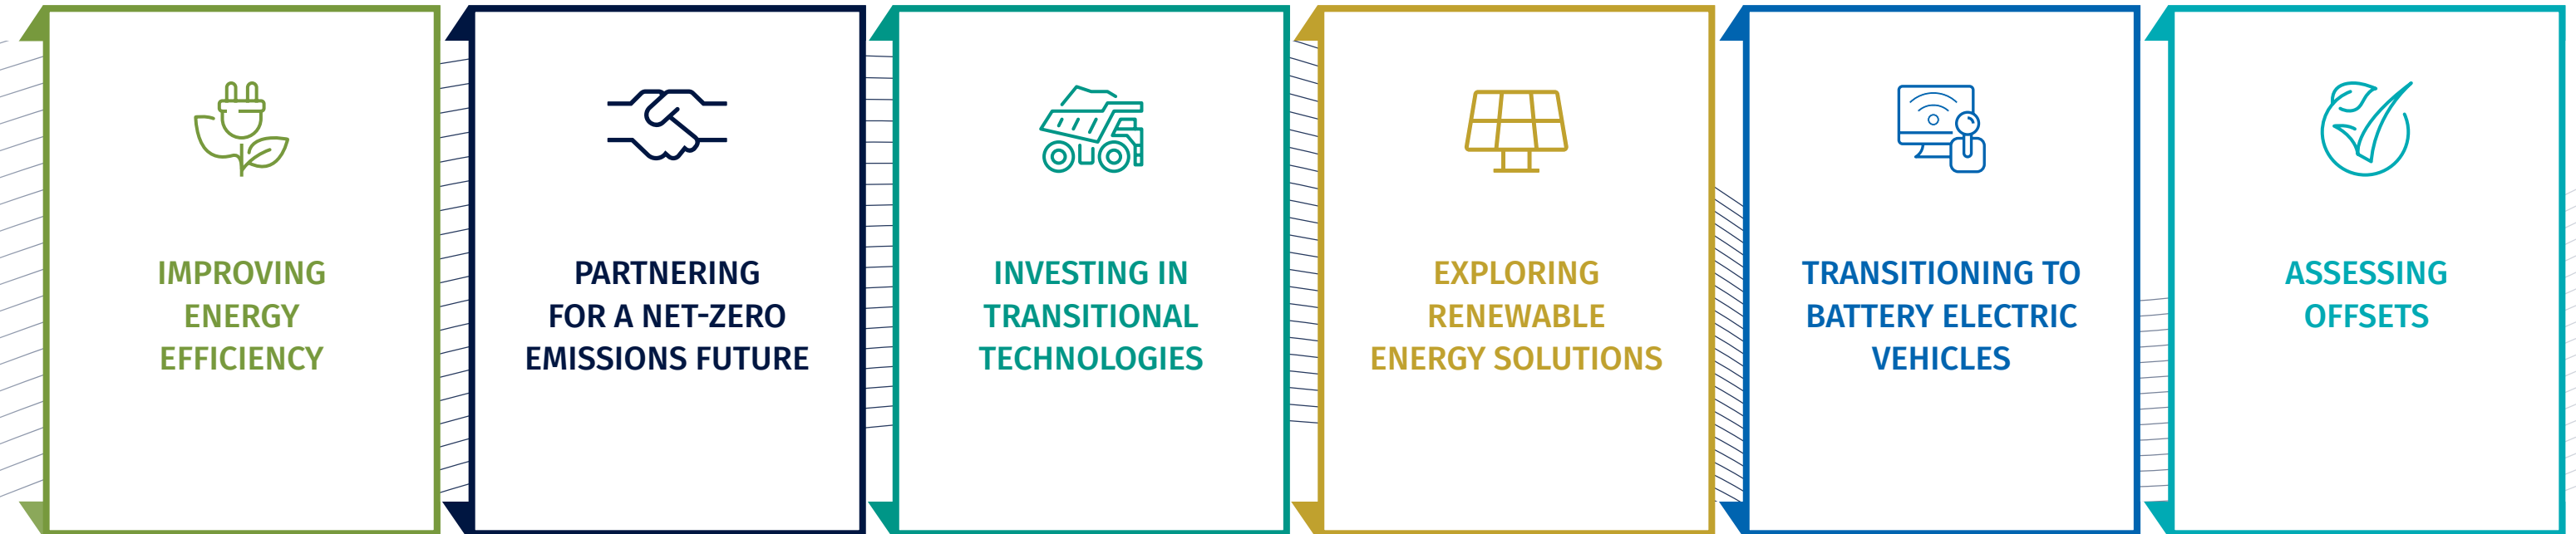 IMPROVING
ENERGY
EFFICIENCY
PARTNERING
FOR A NET-ZERO
EMISSIONS FUTURE
INVESTING IN
TRANSITIONAL
TECHNOLOGIES
EXPLORING
RENEWABLE
ENERGY SOLUTIONS
TRANSITIONING TO
BATTERY ELECTRIC
VEHICLES
ASSESSING
OFFSETS